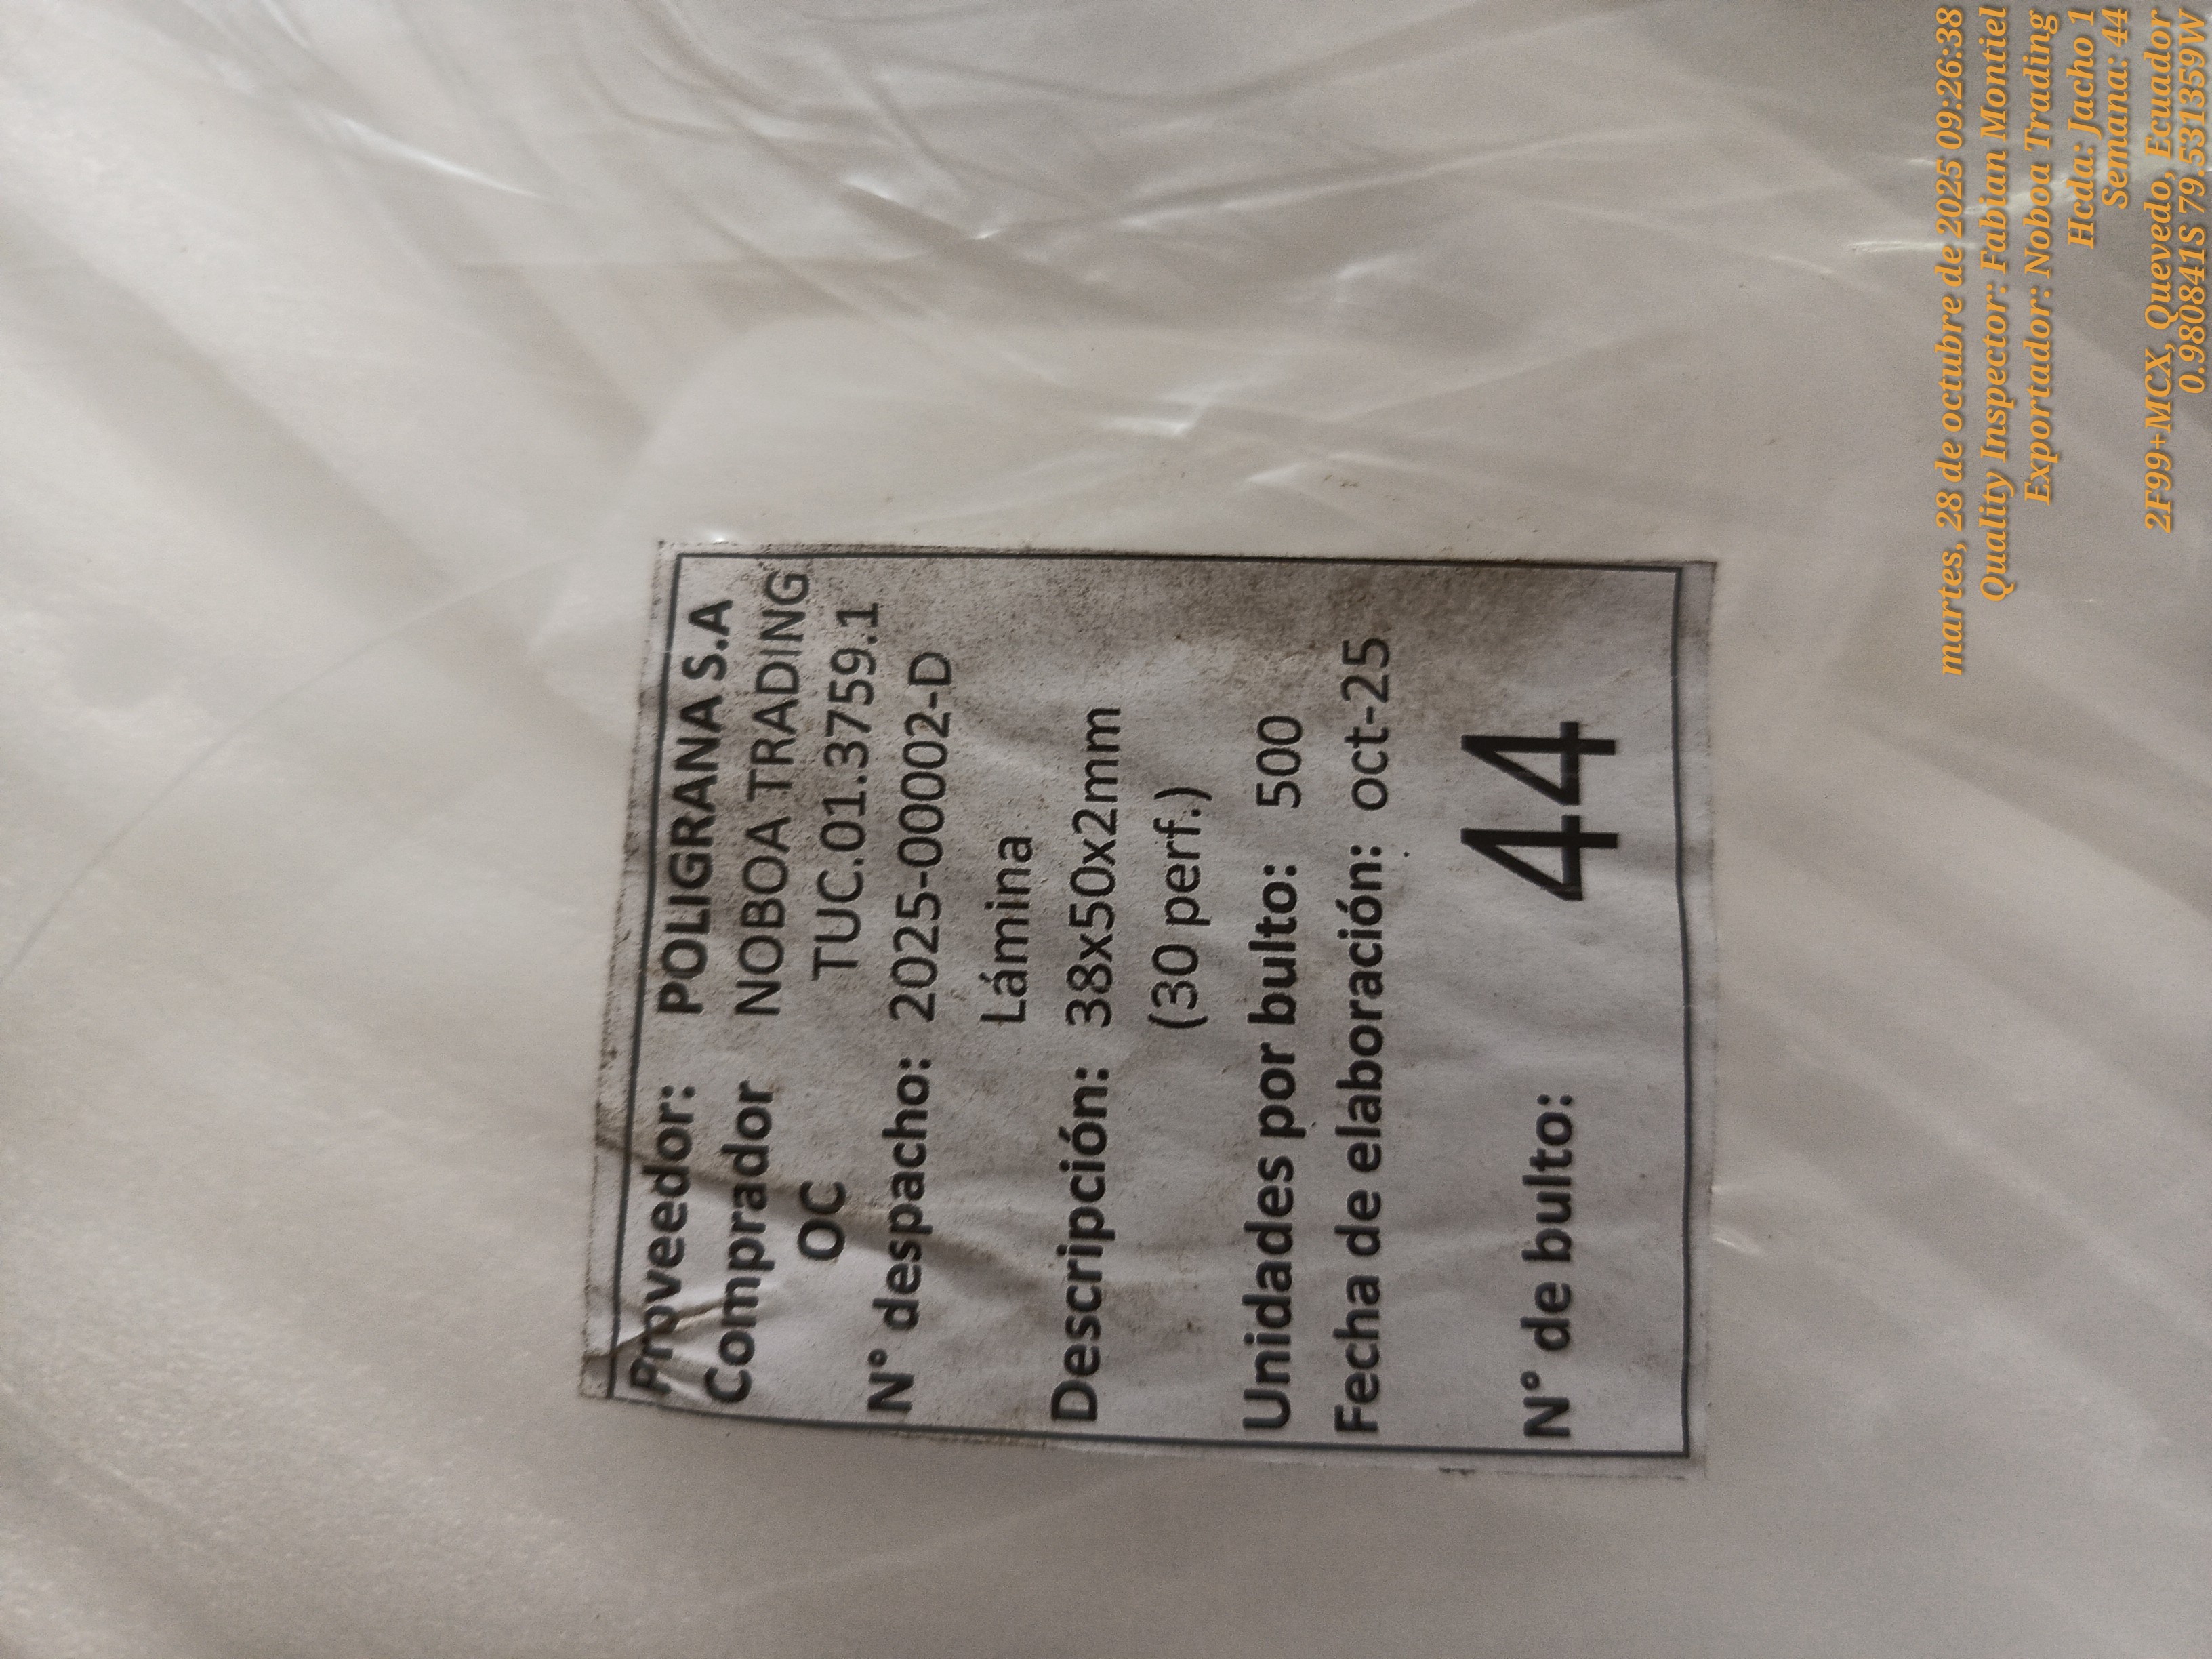 Proveedor: POLIGRANA S.A
Comprador NOBOA TRADING
OC TUC.01.3759.1
N° despacho: 2025-00002-D
Lámina
Descripción: 38x50x2mm
(30 perf.)
Unidades por bulto: 500
Fecha de elaboración: oct-25
N° de bulto: 44
martes, 28 de octubre de 2025 09:26:38
Quality Inspector: Fabian Montiel
Exportador: Noboa Trading
Hcda: Jacho 1
Semana: 44
2F99+MCX, Quevedo, Ecuador
0.980841S 79.531359W